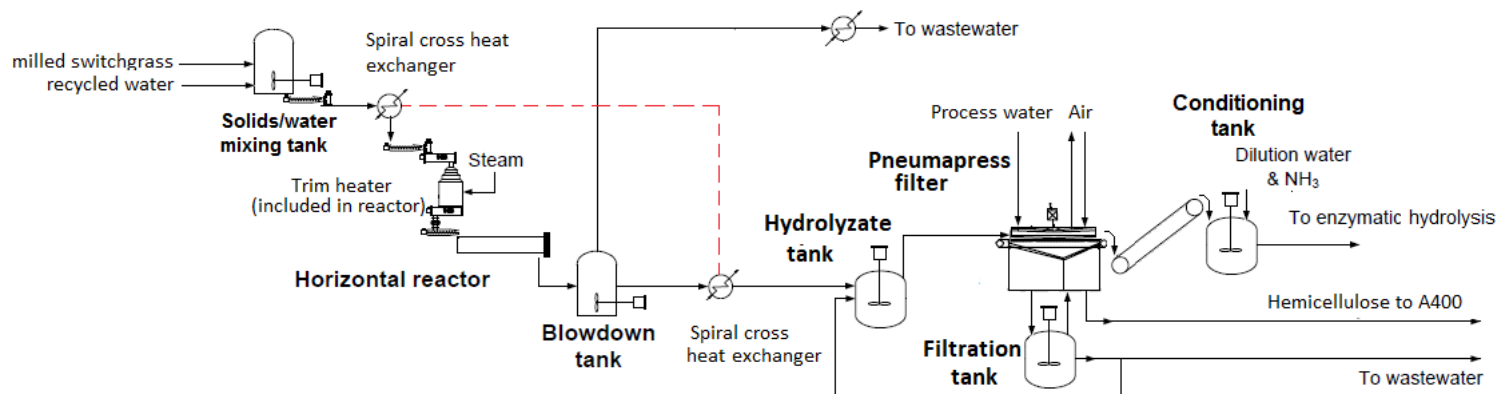 milled switchgrass
recycled water
Solids/water
mixing tank
Spiral cross heat
exchanger
Trim heater
(included in reactor)
Steam
Horizontal reactor
To wastewater
Blowdown
tank
Spiral cross
heat exchanger
Hydrolyzate
tank
Process water
Air
Pneumapress
filter
Filtration
tank
Conditioning
tank
Dilution water
& NH₃
To enzymatic hydrolysis
Hemicellulose to A400
To wastewater